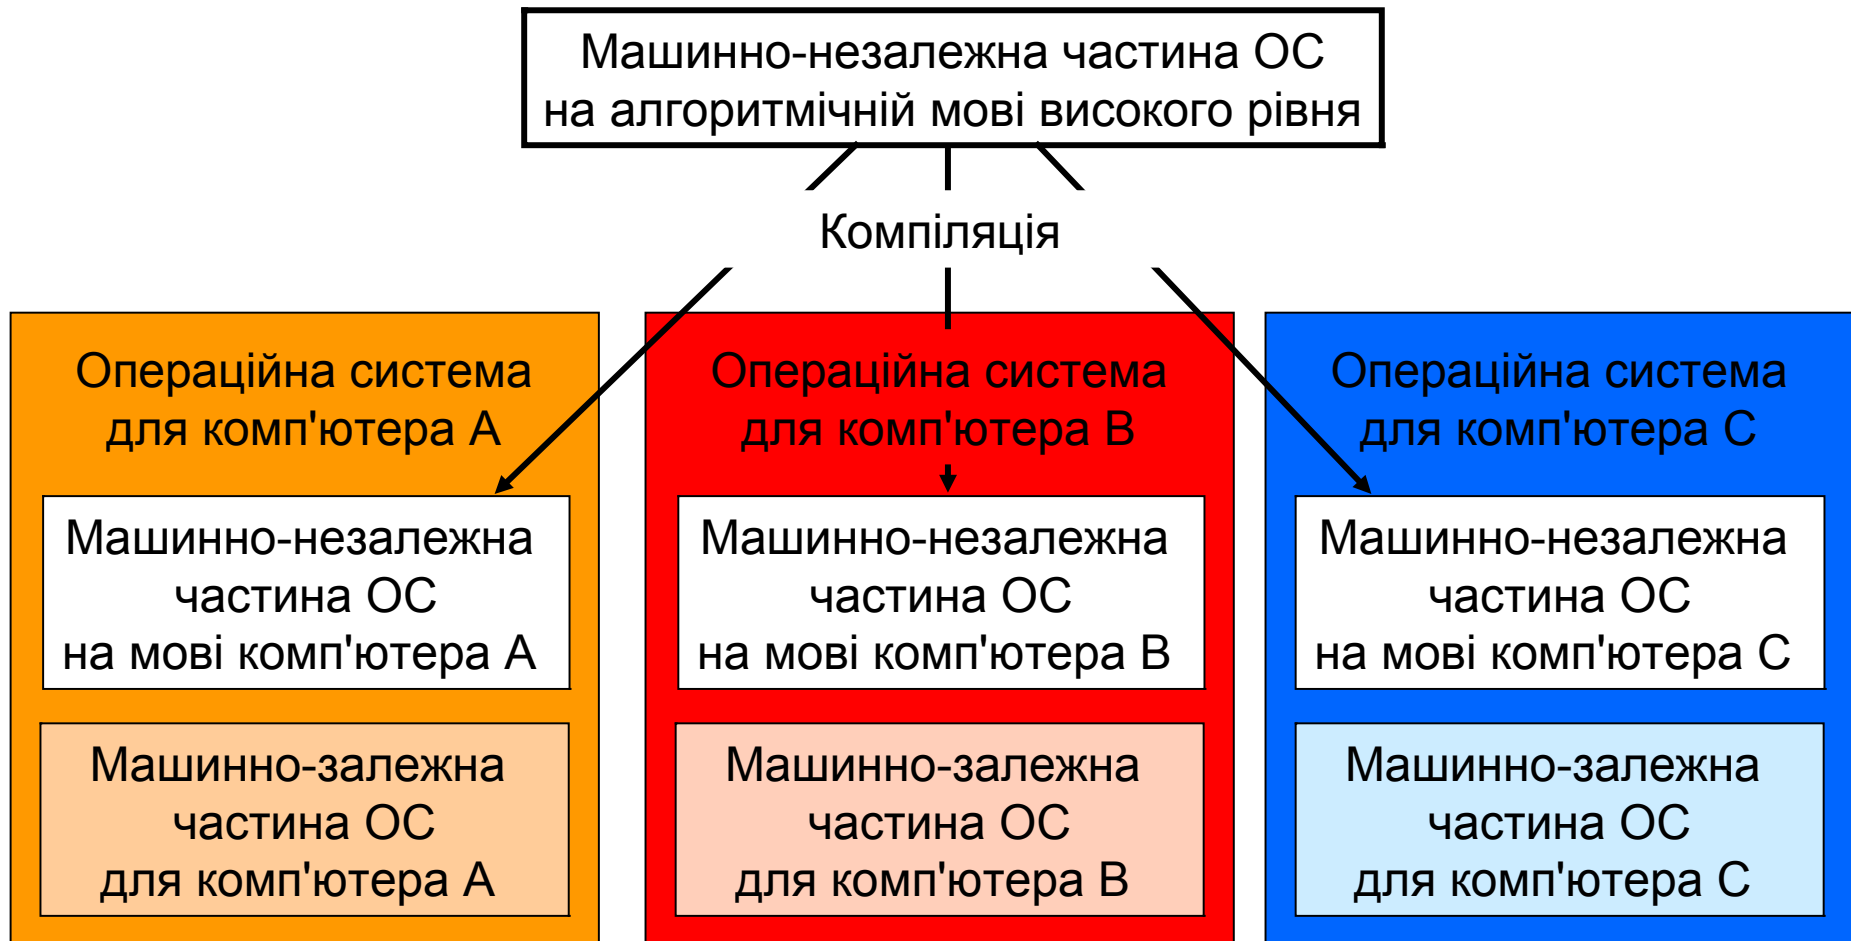 Машинно-незалежна частина ОС
на алгоритмічній мові високого рівня
Компіляція
Операційна система
для комп'ютера А
Машинно-незалежна
частина ОС
на мові комп'ютера А
Машинно-залежна
частина ОС
для комп'ютера А
Операційна система
для комп'ютера В
Машинно-незалежна
частина ОС
на мові комп'ютера В
Машинно-залежна
частина ОС
для комп'ютера В
Операційна система
для комп'ютера С
Машинно-незалежна
частина ОС
на мові комп'ютера С
Машинно-залежна
частина ОС
для комп'ютера С